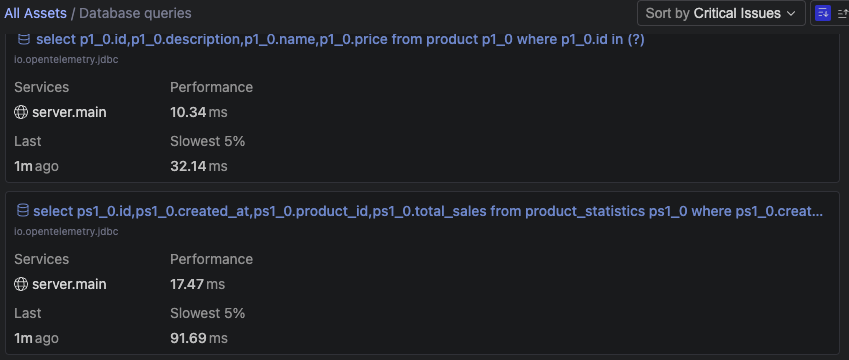 All Assets / Database queries
Sort by Critical Issues
select p1_0.id,p1_0.description,p1_0.name,p1_0.price from product p1_0 where p1_0.id in (?)
io.opentelemetry.jdbc
Services Performance
server.main 10.34 ms
Last Slowest 5%
1m ago 32.14 ms
select ps1_0.id,ps1_0.created_at,ps1_0.product_id,ps1_0.total_sales from product_statistics ps1_0 where ps1_0.creat...
io.opentelemetry.jdbc
Services Performance
server.main 17.47 ms
Last Slowest 5%
1m ago 91.69 ms